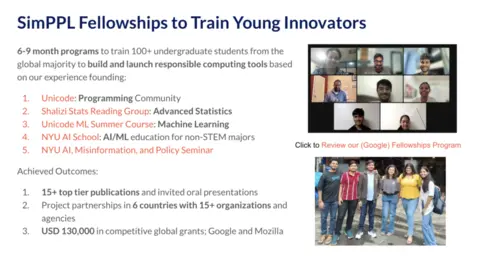 SimPPL Fellowships to Train Young Innovators
6-9 month programs to train 100+ undergraduate students from the
global majority to build and launch responsible computing tools based
on our experience founding:
1. Unicode: Programming Community
2. Shalizi Stats Reading Group: Advanced Statistics
3. Unicode ML Summer Course: Machine Learning
4. NYU AI School: AI/ML education for non-STEM majors
5. NYU AI, Misinformation, and Policy Seminar
Click to Review our (Google) Fellowships Program
Achieved Outcomes:
1. 15+ top tier publications and invited oral presentations
2. Project partnerships in 6 countries with 15+ organizations and
agencies
3. USD 130,000 in competitive global grants; Google and Mozilla